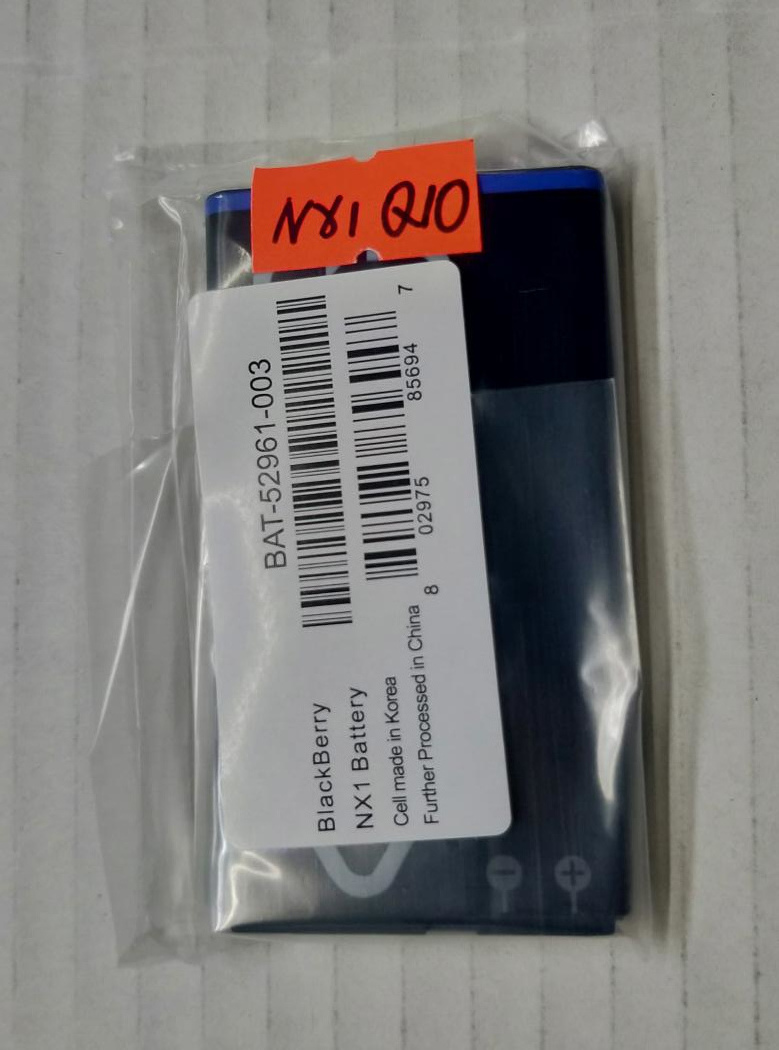 NX1 Q10
BAT-52961-003
8 02975 85694 7
BlackBerry
NX1 Battery
Cell made in Korea
Further Processed in China